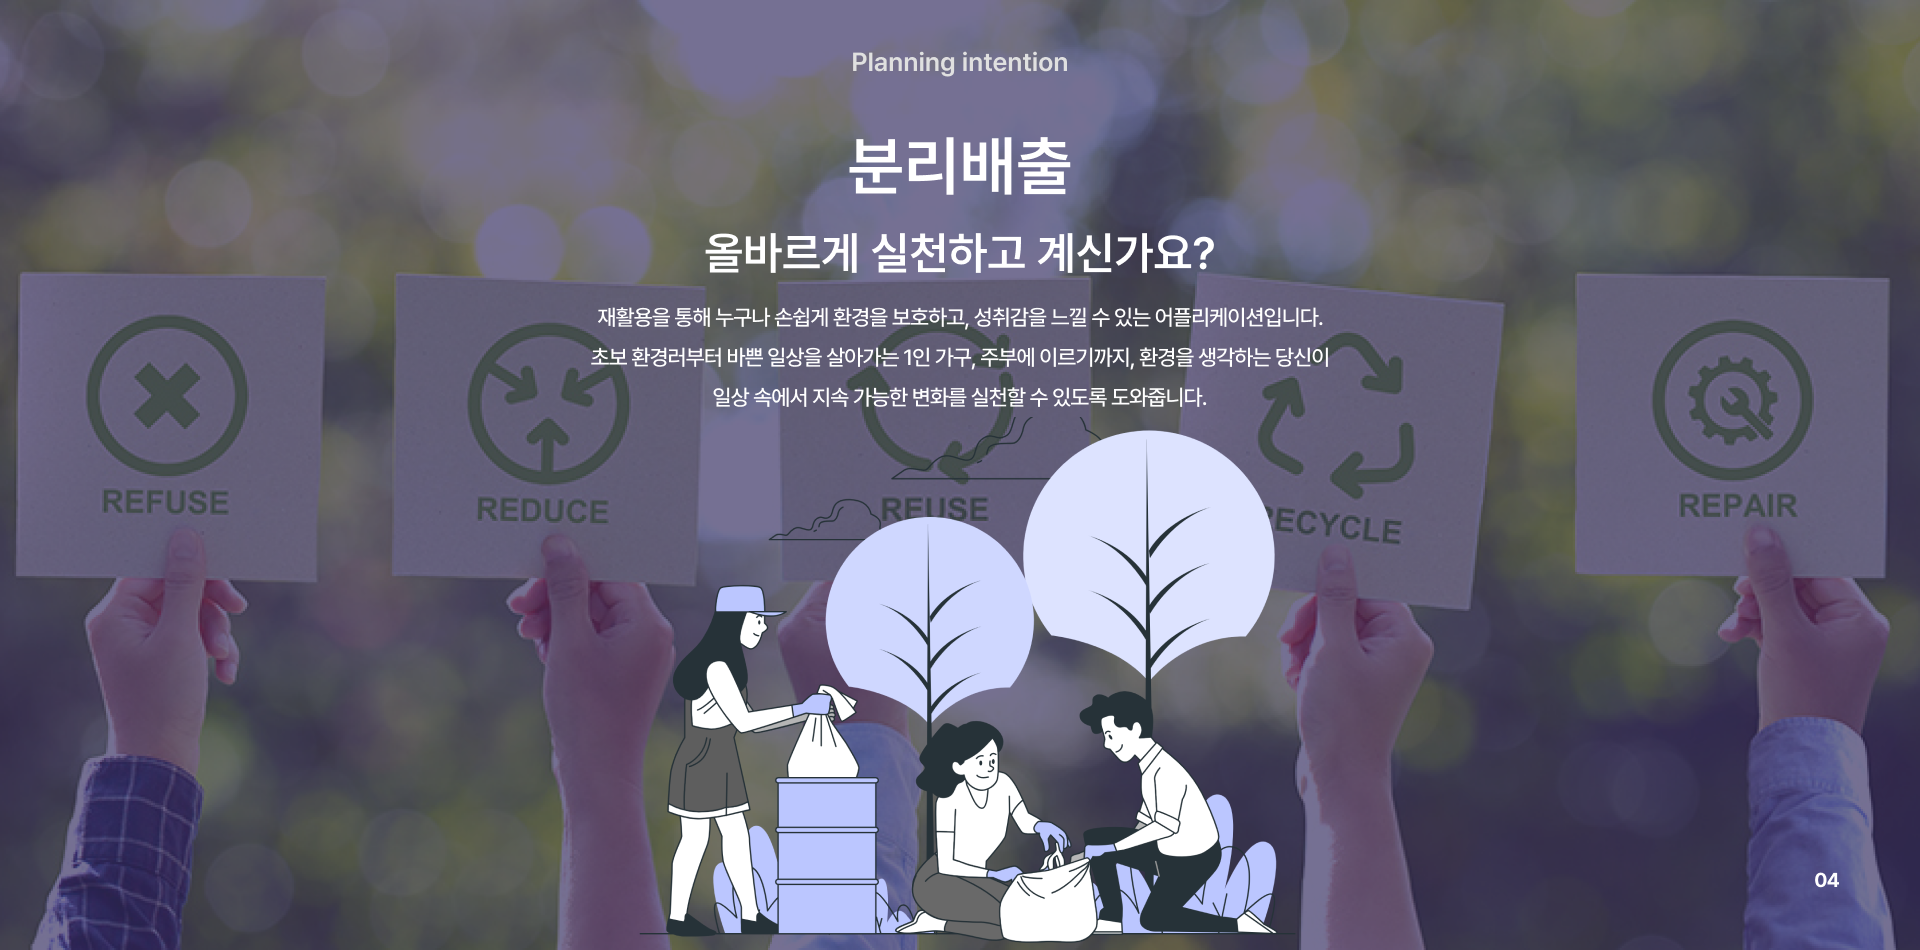 Planning intention
분리배출
올바르게 실천하고 계신가요?
재활용을 통해 누구나 손쉽게 환경을 보호하고, 성취감을 느낄 수 있는 어플리케이션입니다.
초보 환경러부터 바쁜 일상을 살아가는 1인 가구, 주부에 이르기까지, 환경을 생각하는 당신이
일상 속에서 지속 가능한 변화를 실천할 수 있도록 도와줍니다.
REFUSE
REDUCE
REUSE
RECYCLE
REPAIR
04